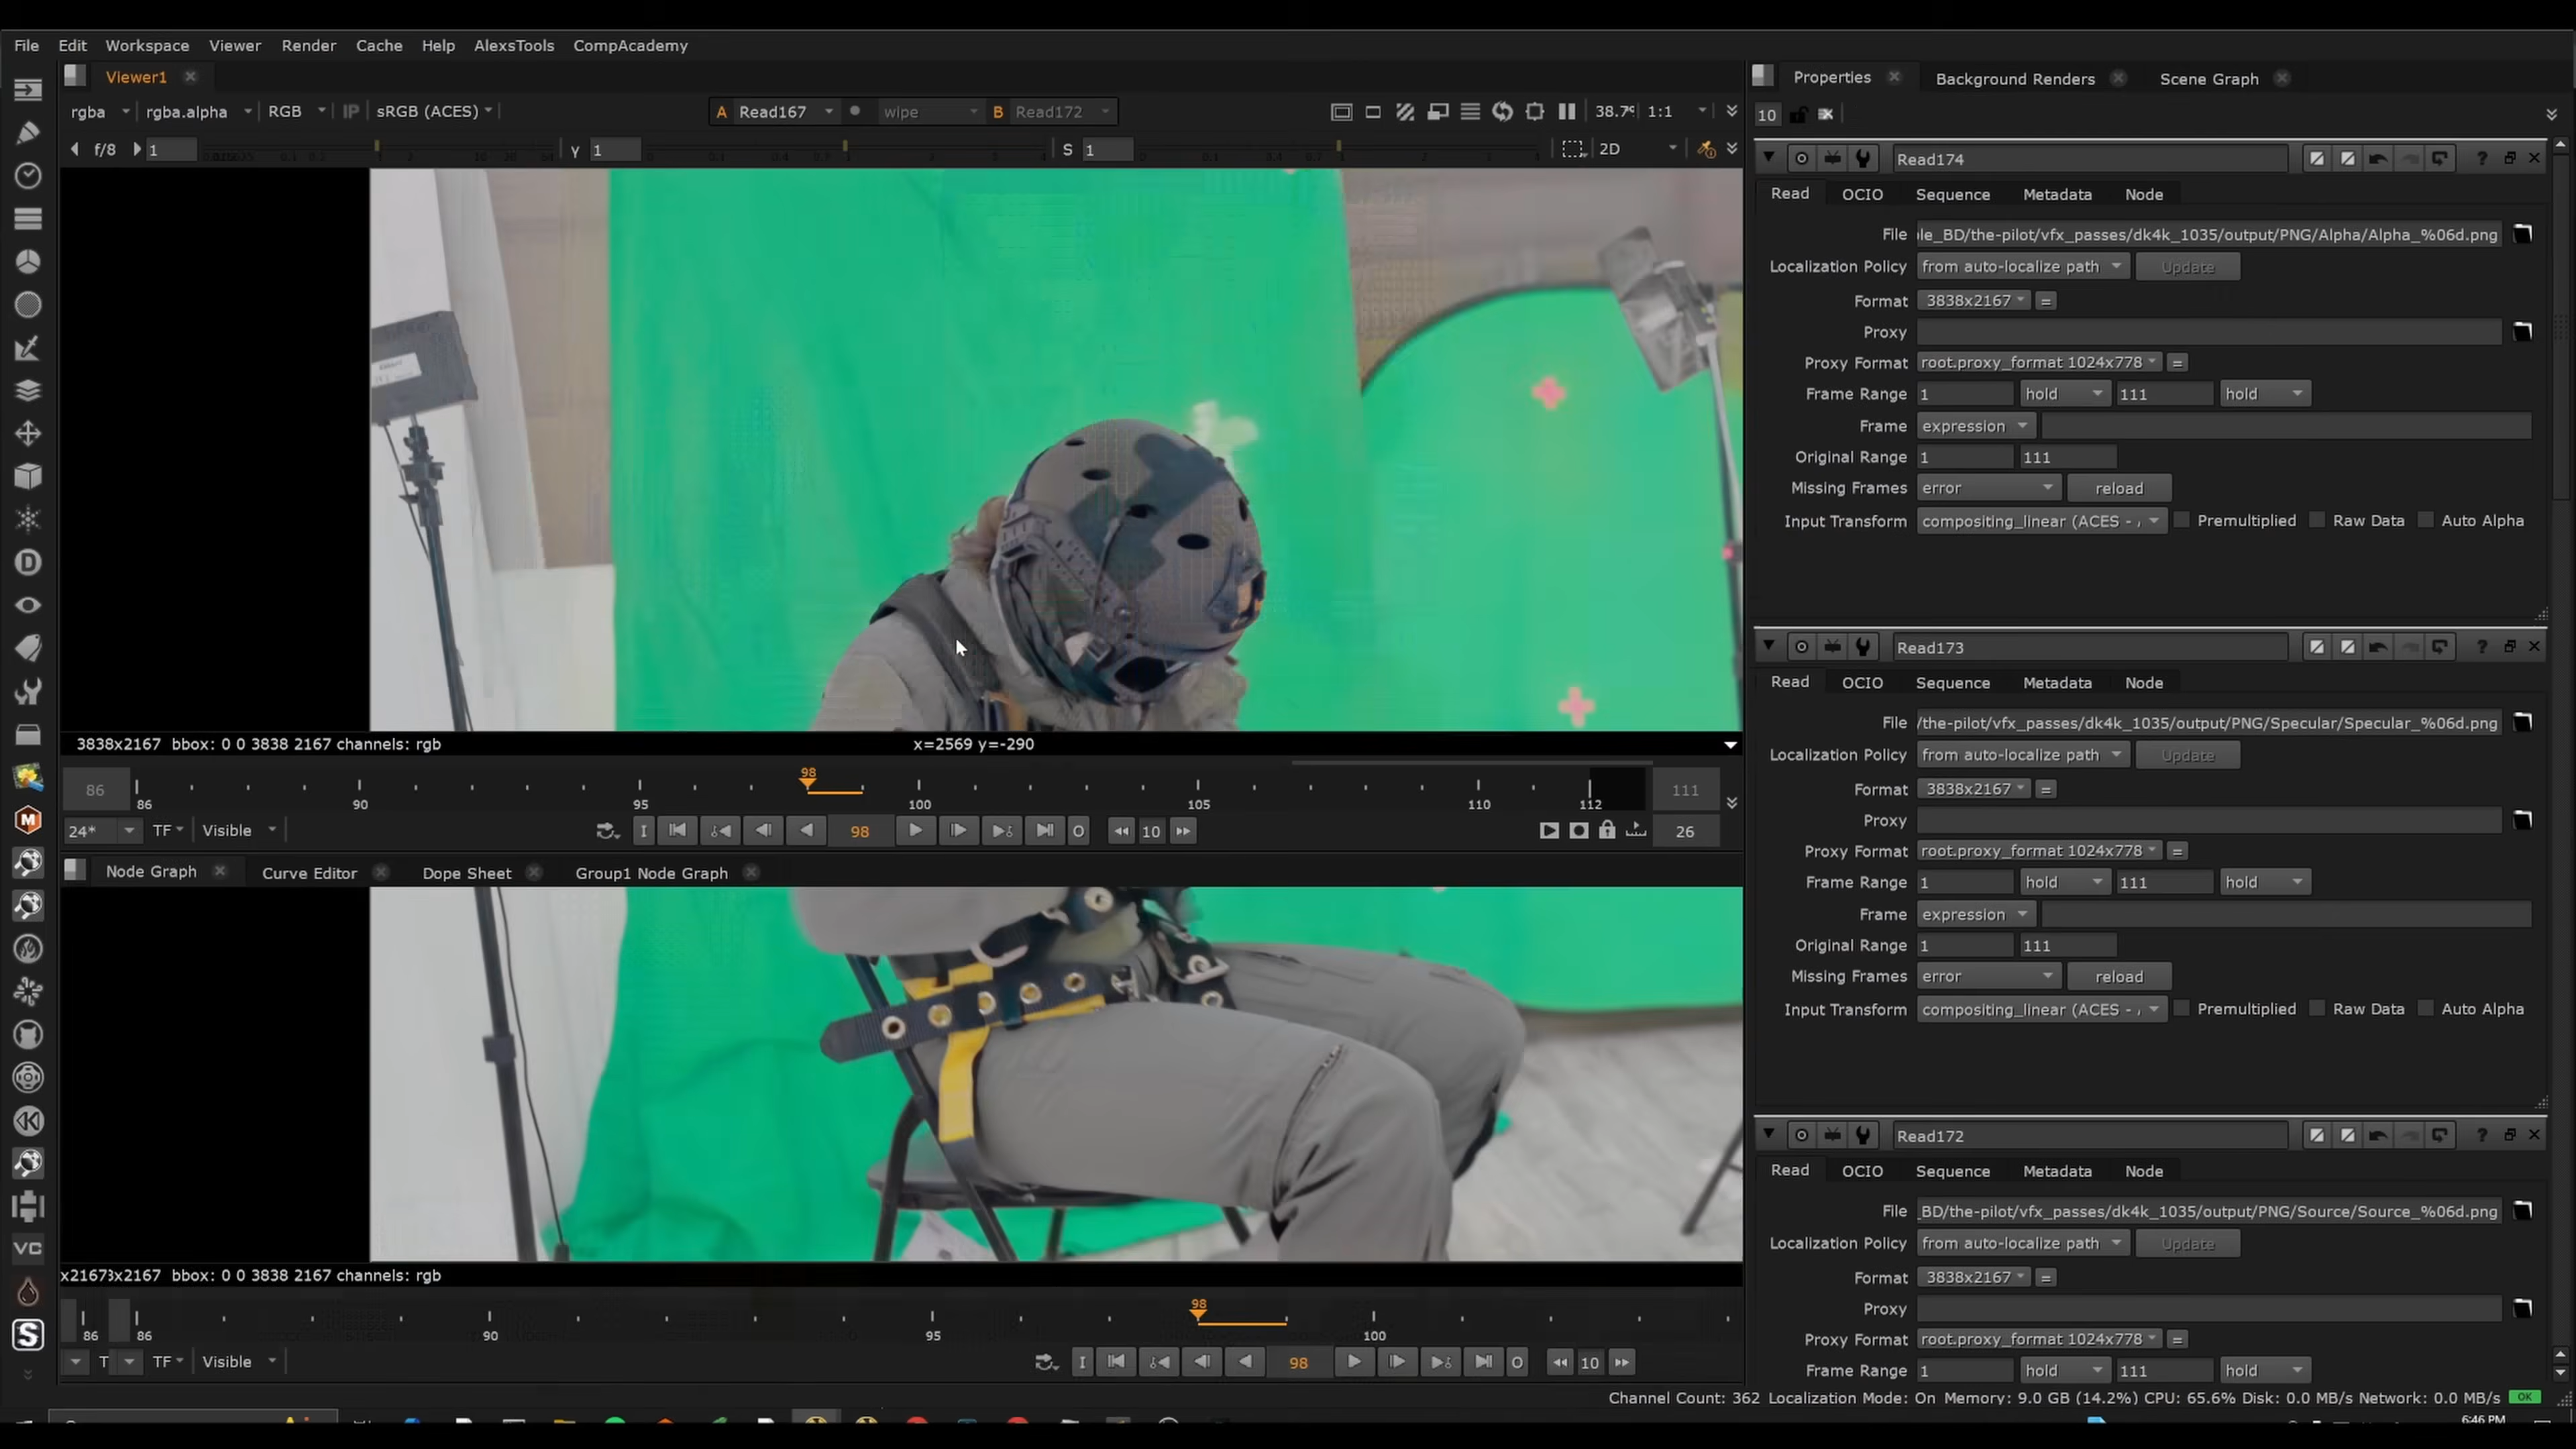 File Edit Workspace Viewer Render Cache Help AlexsTools CompAcademy
Viewer1
rgba rgba.alpha RGB IP sRGB (ACES) A Read167 wipe B Read172 1:1
f/8 1 γ 1 S 1 2D
3838x2167 bbox: 0 0 3838 2167 channels: rgb x=2569 y=-290
86 98 111
86 90 95 100 105 110 112
24* TF Visible I 98 O 10 26
Node Graph Curve Editor Dope Sheet Group1 Node Graph
bbox: 0 0 3838 2167 channels: rgb
98
86 86 90 95 100
T TF Visible I 98 O 10
Properties Background Renders Scene Graph
10
Read174
Read OCIO Sequence Metadata Node
File le_BD/the-pilot/vfx_passes/dk4k_1035/output/PNG/Alpha/Alpha_%06d.png
Localization Policy from auto-localize path Update
Format 3838x2167 =
Proxy
Proxy Format root.proxy_format 1024x778 =
Frame Range 1 hold 111 hold
Frame expression
Original Range 1 111
Missing Frames error reload
Input Transform compositing_linear (ACES - Premultiplied Raw Data Auto Alpha
Read173
Read OCIO Sequence Metadata Node
File /the-pilot/vfx_passes/dk4k_1035/output/PNG/Specular/Specular_%06d.png
Localization Policy from auto-localize path Update
Format 3838x2167 =
Proxy
Proxy Format root.proxy_format 1024x778 =
Frame Range 1 hold 111 hold
Frame expression
Original Range 1 111
Missing Frames error reload
Input Transform compositing_linear (ACES - Premultiplied Raw Data Auto Alpha
Read172
Read OCIO Sequence Metadata Node
File _BD/the-pilot/vfx_passes/dk4k_1035/output/PNG/Source/Source_%06d.png
Localization Policy from auto-localize path Update
Format 3838x2167 =
Proxy
Proxy Format root.proxy_format 1024x778 =
Frame Range 1 hold 111 hold
Channel Count: 362 Localization Mode: On Memory: 9.0 GB (14.2%) CPU: 65.6% Disk: 0.0 MB/s Network: 0.0 MB/s OK
6:46 PM
D
M
K
VC
S